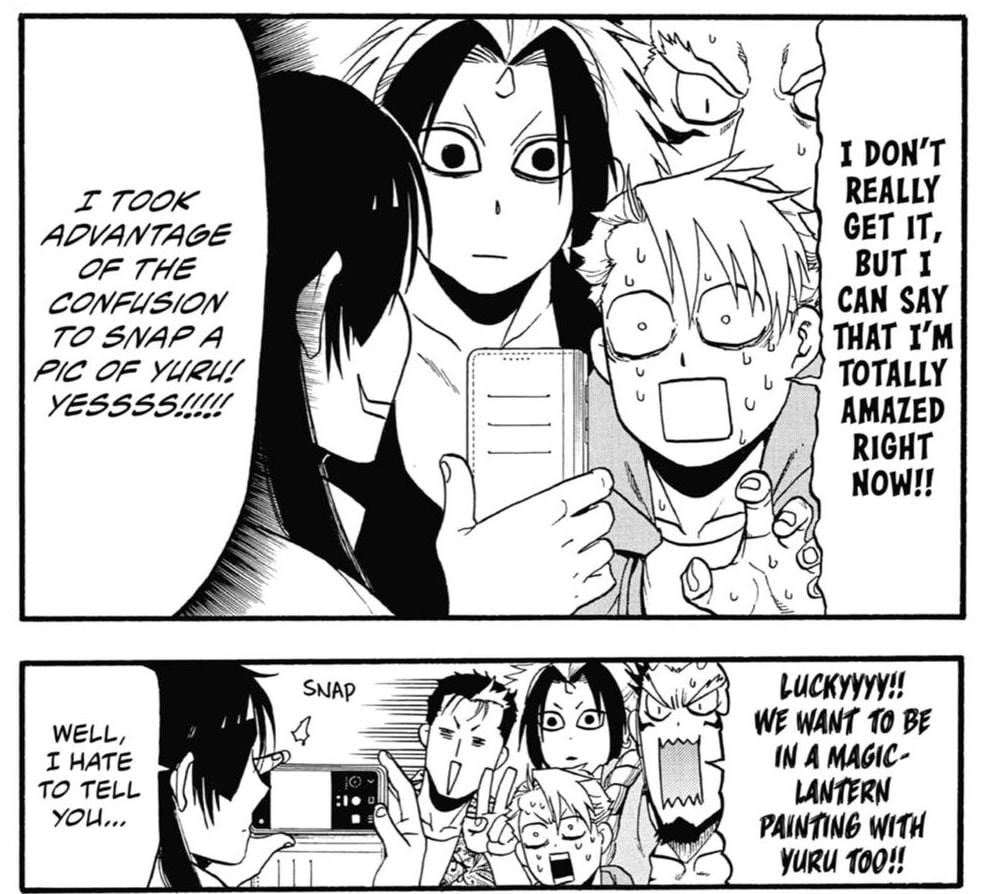 I DON'T
REALLY
GET IT,
BUT I
CAN SAY
THAT I'M
TOTALLY
AMAZED
RIGHT
NOW!!
I TOOK
ADVANTAGE
OF THE
CONFUSION
TO SNAP A
PIC OF YURU!
YESSSS!!!!!
LUCKYYYY!!
WE WANT TO BE
IN A MAGIC-
LANTERN
PAINTING WITH
YURU TOO!!
SNAP
WELL,
I HATE
TO TELL
YOU...